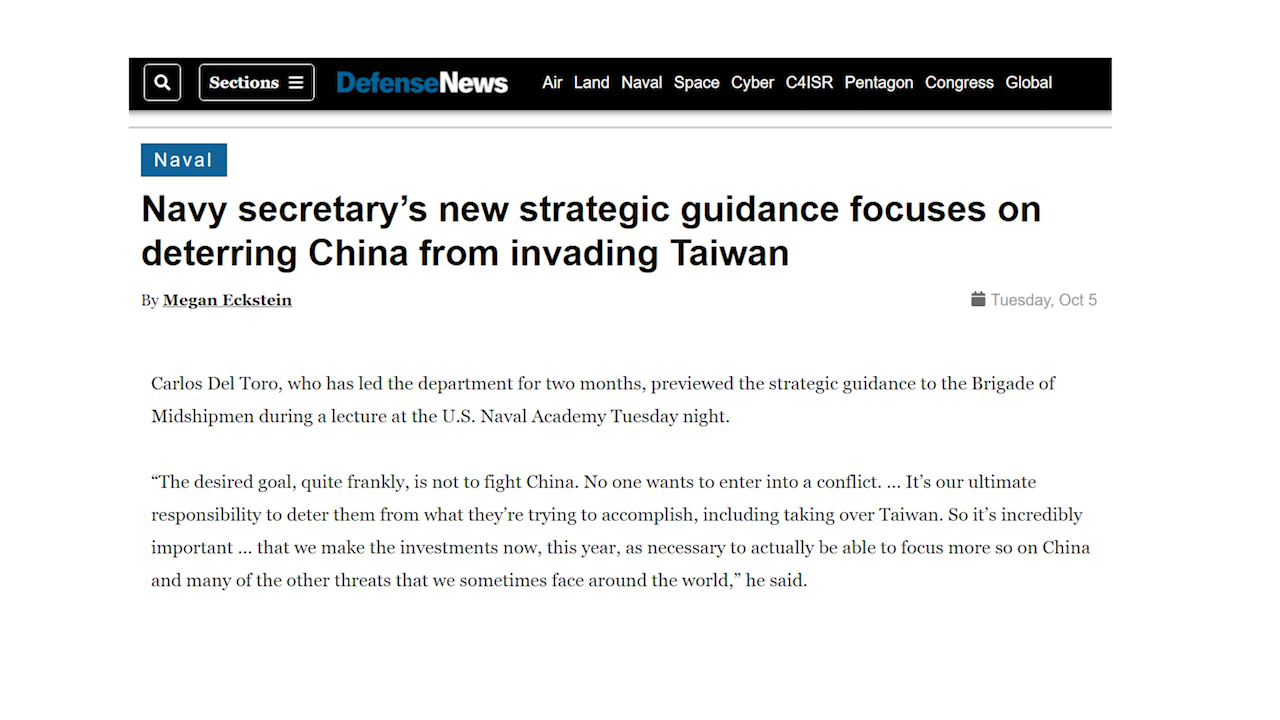 Sections
DefenseNews
Air Land Naval Space Cyber C4ISR Pentagon Congress Global
Naval
Navy secretary’s new strategic guidance focuses on
deterring China from invading Taiwan
By Megan Eckstein
Tuesday, Oct 5
Carlos Del Toro, who has led the department for two months, previewed the strategic guidance to the Brigade of
Midshipmen during a lecture at the U.S. Naval Academy Tuesday night.
“The desired goal, quite frankly, is not to fight China. No one wants to enter into a conflict. ... It’s our ultimate
responsibility to deter them from what they’re trying to accomplish, including taking over Taiwan. So it’s incredibly
important ... that we make the investments now, this year, as necessary to actually be able to focus more so on China
and many of the other threats that we sometimes face around the world,” he said.